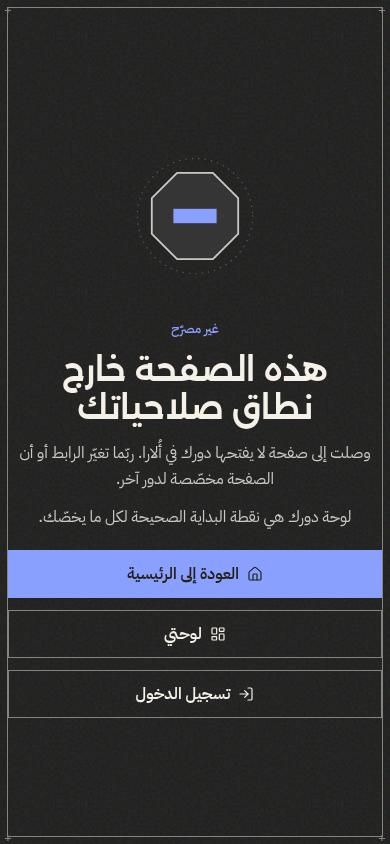 غير مصرّح
هذه الصفحة خارج
نطاق صلاحياتك
وصلت إلى صفحة لا يفتحها دورك في أُلارا. ربّما تغيّر الرابط أو أن
الصفحة مخصّصة لدور آخر.
لوحة دورك هي نقطة البداية الصحيحة لكل ما يخصّك.
العودة إلى الرئيسية
لوحتي
تسجيل الدخول